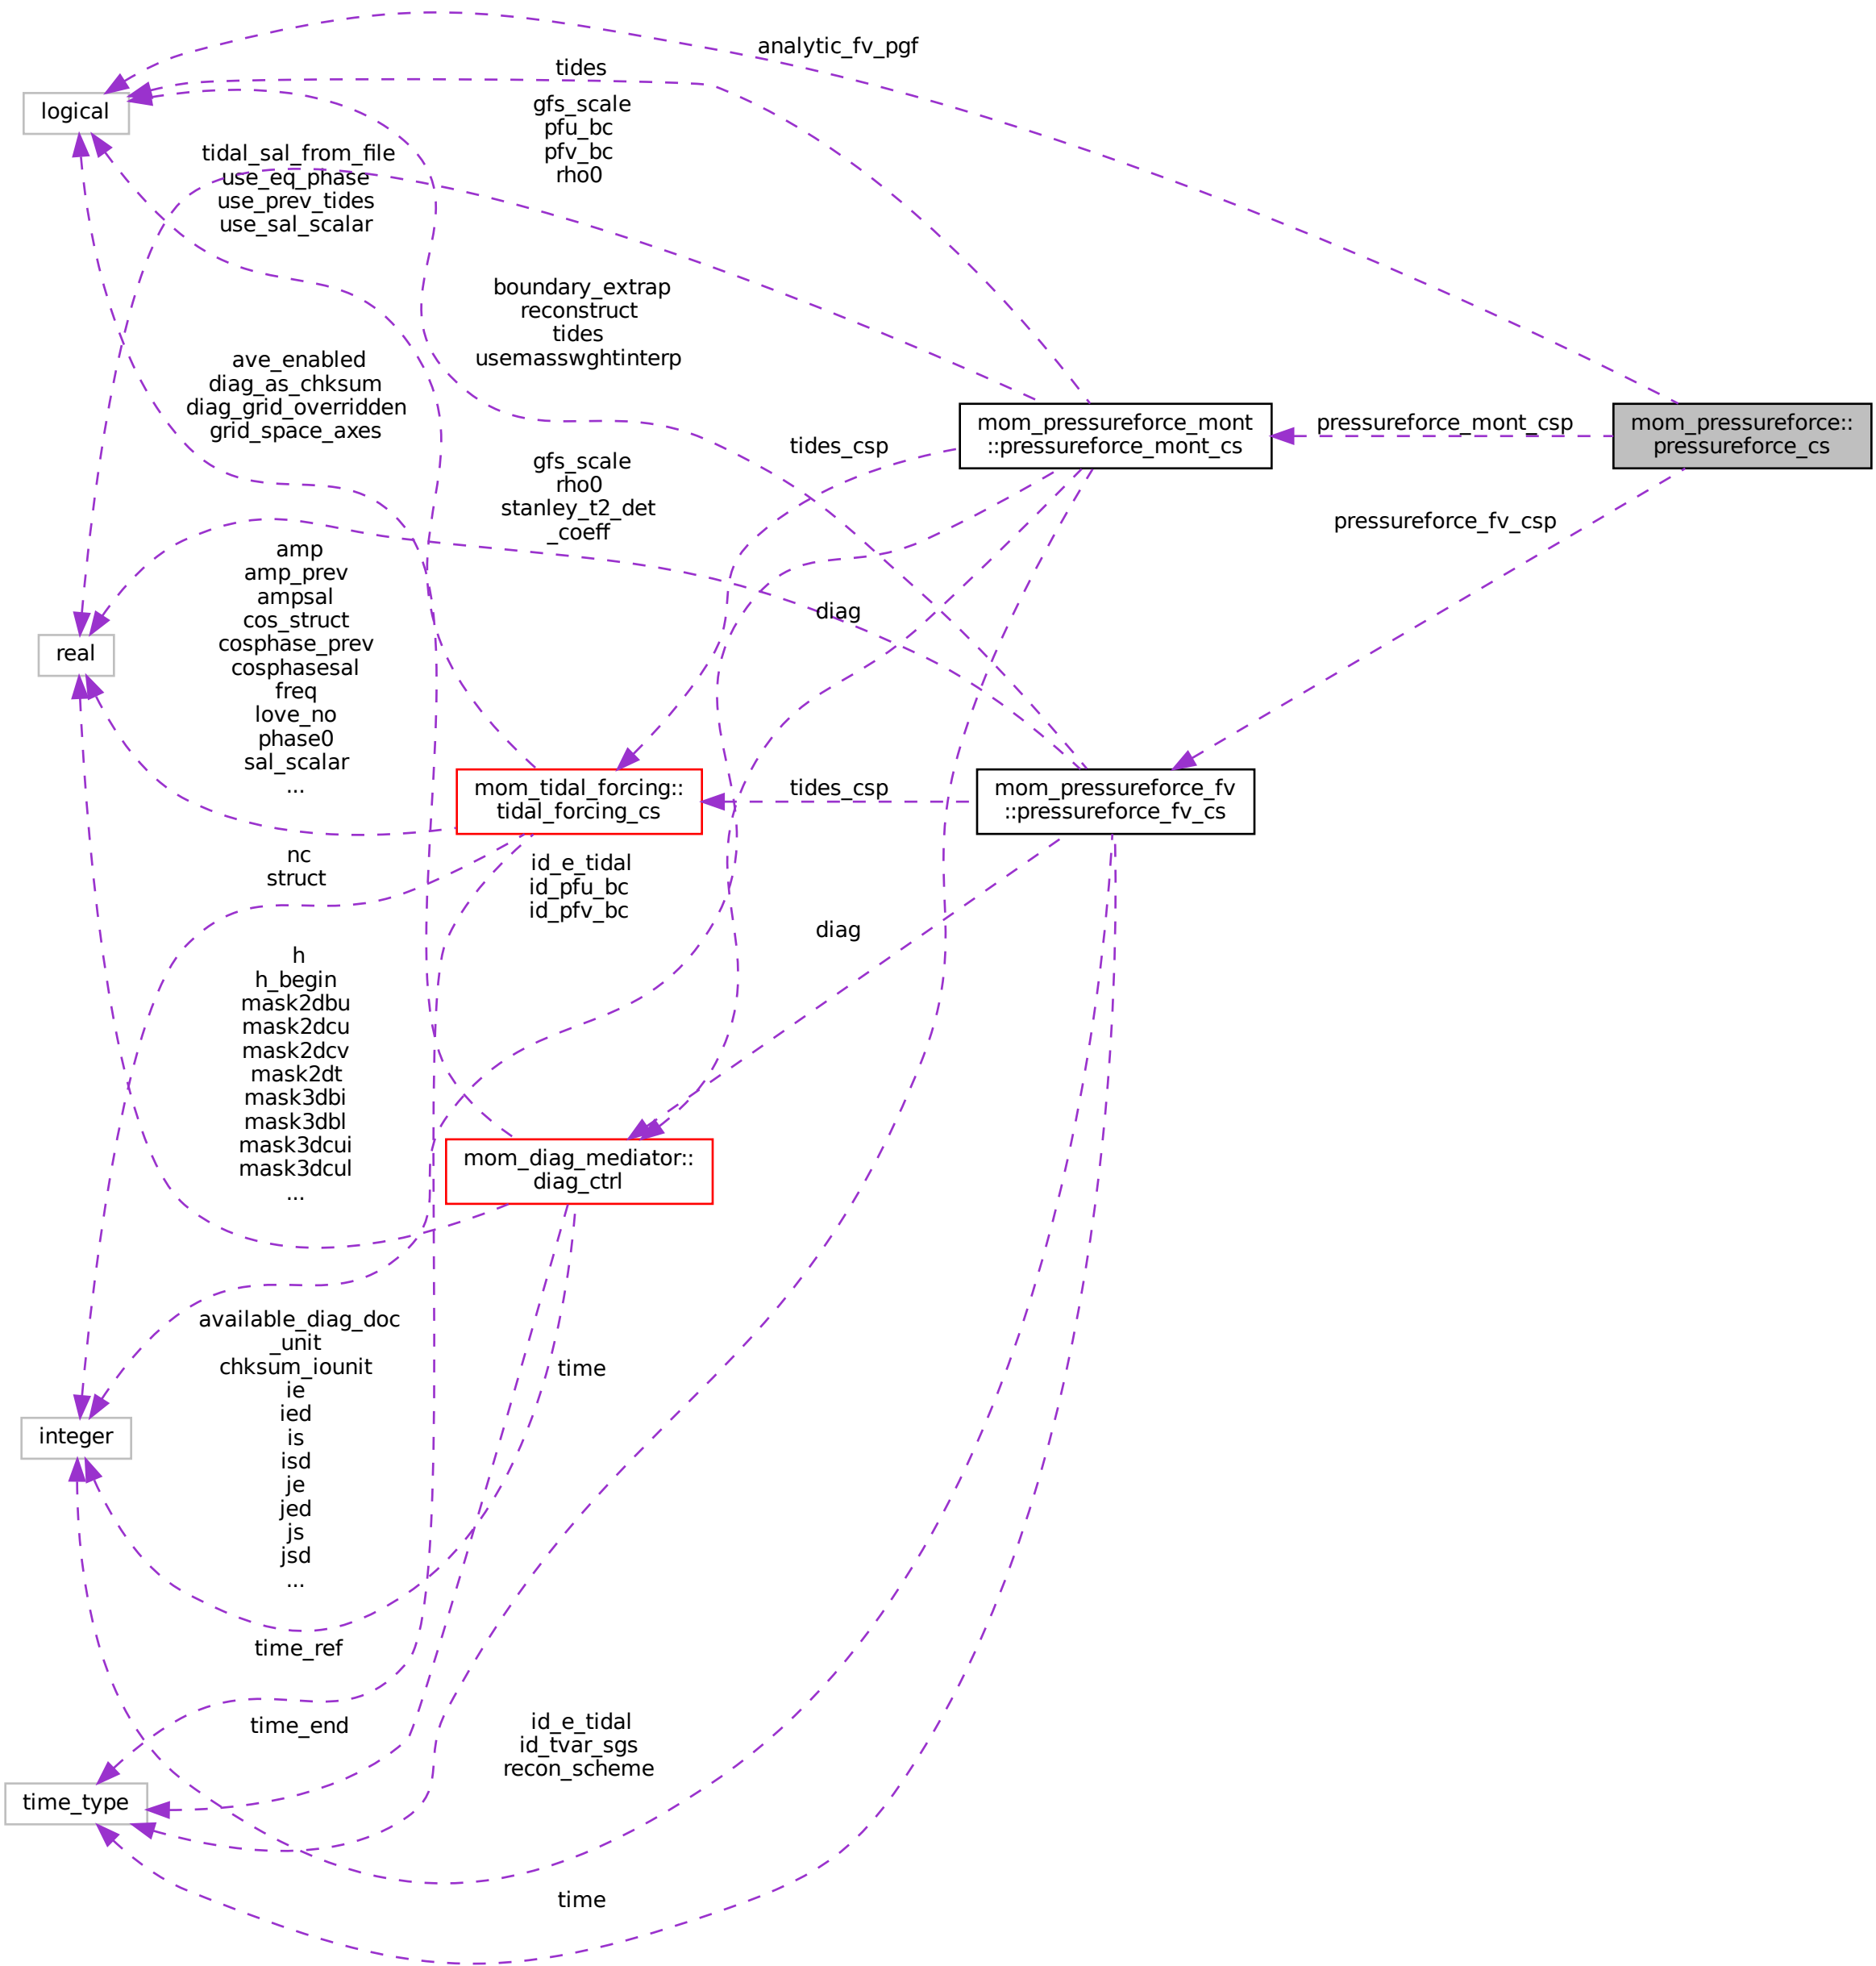 analytic_fv_pgf
tides
logical
gfs_scale
pfu_bc
pfv_bc
rho0
tidal_sal_from_file
use_eq_phase
use_prev_tides
use_sal_scalar
boundary_extrap
reconstruct
tides
usemasswghtinterp
ave_enabled
diag_as_chksum
diag_grid_overridden
grid_space_axes
mom_pressureforce_mont
::pressureforce_mont_cs
pressureforce_mont_csp
mom_pressureforce::
pressureforce_cs
tides_csp
gfs_scale
rho0
stanley_t2_det
_coeff
pressureforce_fv_csp
amp
amp_prev
ampsal
cos_struct
cosphase_prev
cosphasesal
freq
love_no
phase0
sal_scalar
...
diag
real
mom_tidal_forcing::
tidal_forcing_cs
tides_csp
mom_pressureforce_fv
::pressureforce_fv_cs
nc
struct
id_e_tidal
id_pfu_bc
id_pfv_bc
diag
h
h_begin
mask2dbu
mask2dcu
mask2dcv
mask2dt
mask3dbi
mask3dbl
mask3dcui
mask3dcul
...
mom_diag_mediator::
diag_ctrl
available_diag_doc
_unit
chksum_iounit
ie
ied
is
isd
je
jed
js
jsd
...
time
integer
time_ref
time_end
id_e_tidal
id_tvar_sgs
recon_scheme
time_type
time